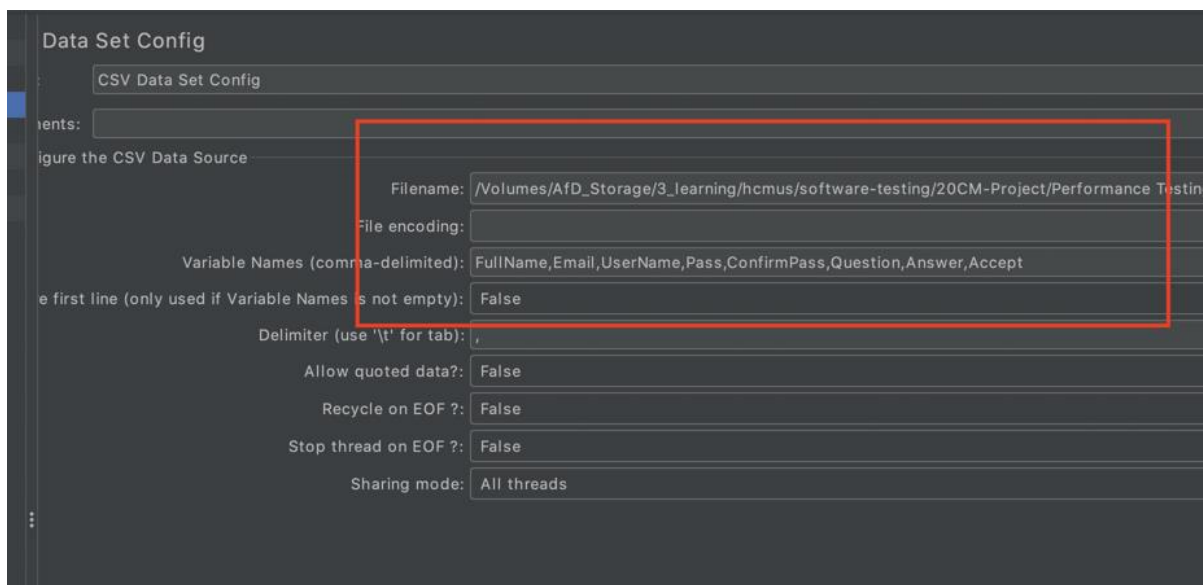 Data Set Config
: CSV Data Set Config
ents:
igure the CSV Data Source
Filename: /Volumes/AfD_Storage/3_learning/hcmus/software-testing/20CM-Project/Performance Testin
File encoding:
Variable Names (comma-delimited): FullName,Email,UserName,Pass,ConfirmPass,Question,Answer,Accept
e first line (only used if Variable Names is not empty): False
Delimiter (use '\t' for tab): ,
Allow quoted data?: False
Recycle on EOF ?: False
Stop thread on EOF ?: False
Sharing mode: All threads